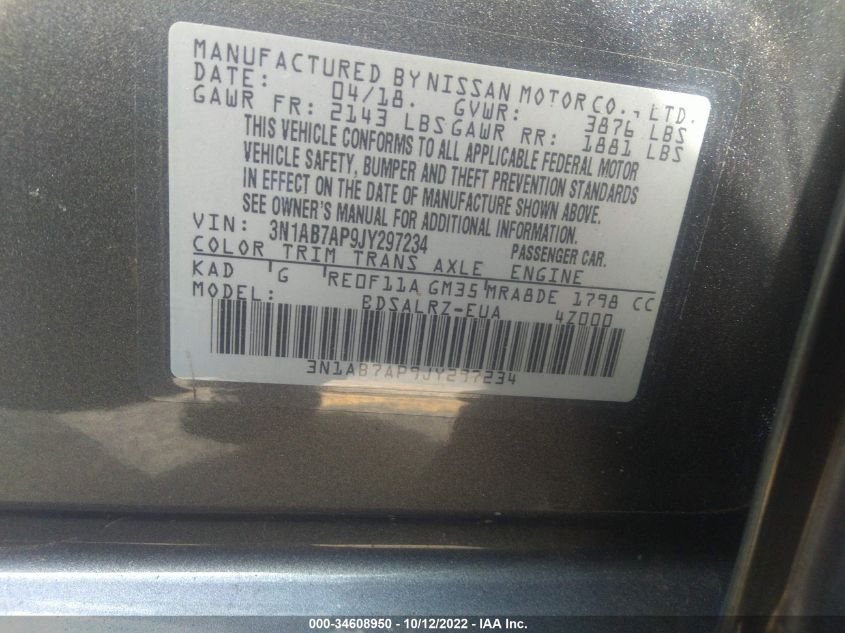 MANUFACTURED BY NISSAN MOTOR CO., LTD.
DATE: 04/18. GVWR: 3876 LBS
GAWR FR: 2143 LBS GAWR RR: 1881 LBS
THIS VEHICLE CONFORMS TO ALL APPLICABLE FEDERAL MOTOR
VEHICLE SAFETY, BUMPER AND THEFT PREVENTION STANDARDS
IN EFFECT ON THE DATE OF MANUFACTURE SHOWN ABOVE.
SEE OWNER'S MANUAL FOR ADDITIONAL INFORMATION.
VIN: 3N1AB7AP9JY297234 PASSENGER CAR.
COLOR TRIM TRANS AXLE ENGINE
KAD G RE0F11A GM35 MRA8DE 1798 CC
MODEL: BDSALRZ-EUA 4Z000
3N1AB7AP9JY297234
000-34608950 - 10/12/2022 - IAA Inc.